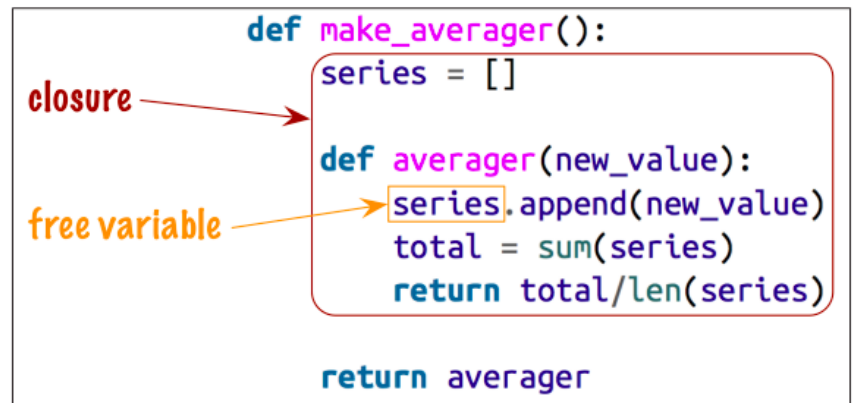 def make_averager():
series = []
closure
def averager(new_value):
series.append(new_value)
free variable
total = sum(series)
return total/len(series)
return averager